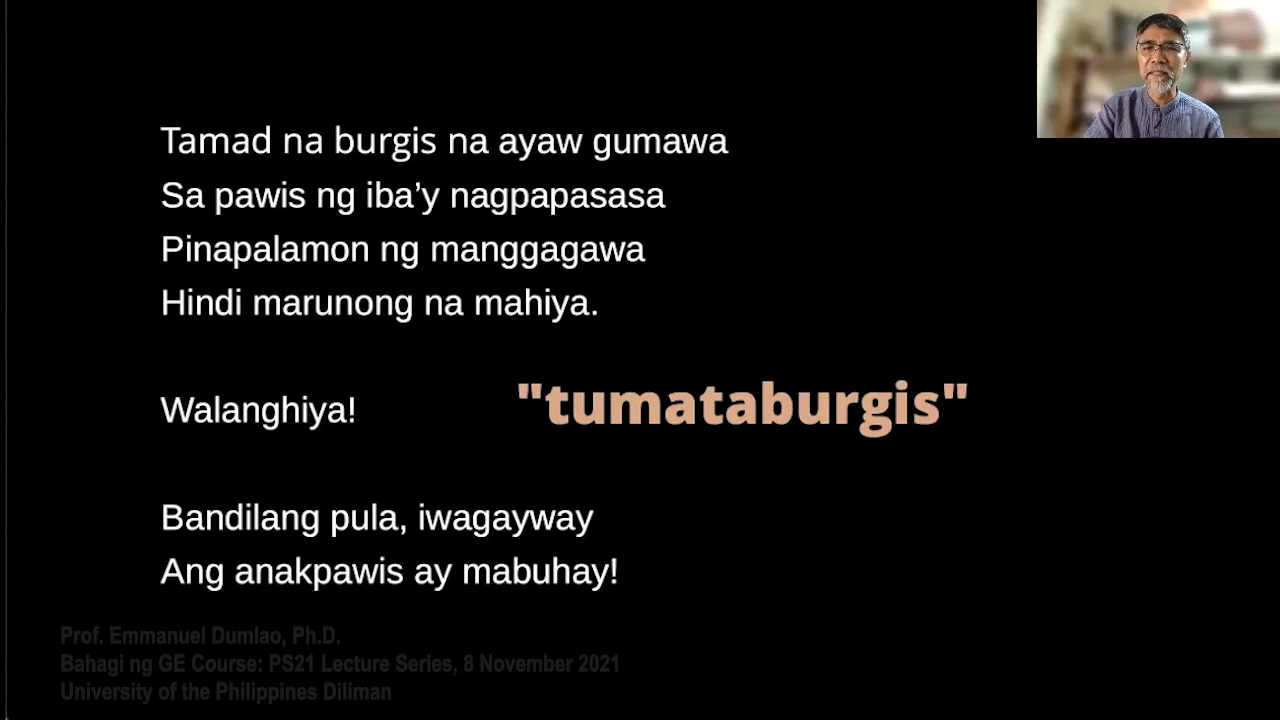 Tamad na burgis na ayaw gumawa
Sa pawis ng iba’y nagpapasasa
Pinapalamon ng manggagawa
Hindi marunong na mahiya.
Walanghiya!
"tumataburgis"
Bandilang pula, iwagayway
Ang anakpawis ay mabuhay!
Prof. Emmanuel Dumlao, Ph.D.
Bahagi ng GE Course: PS21 Lecture Series, 8 November 2021
University of the Philippines Diliman